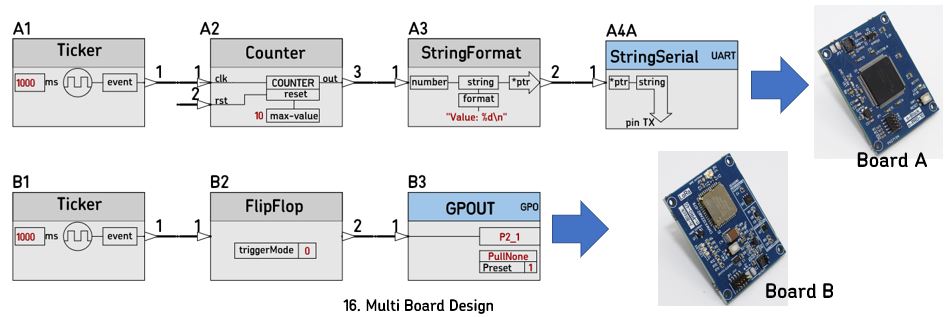 A1
Ticker
1000 ms event
1
A2
Counter
1 clk COUNTER out 3
2 rst reset
10 max-value
A3
StringFormat
1 number string *ptr 2
format
"Value: %d\n"
A4A
StringSerial UART
1 *ptr string
pin TX
Board A
B1
Ticker
1000 ms event
1
B2
FlipFlop
1 2
triggerMode 0
B3
GPOUT GPO
1
P2_1
PullNone
Preset 1
Board B
16. Multi Board Design